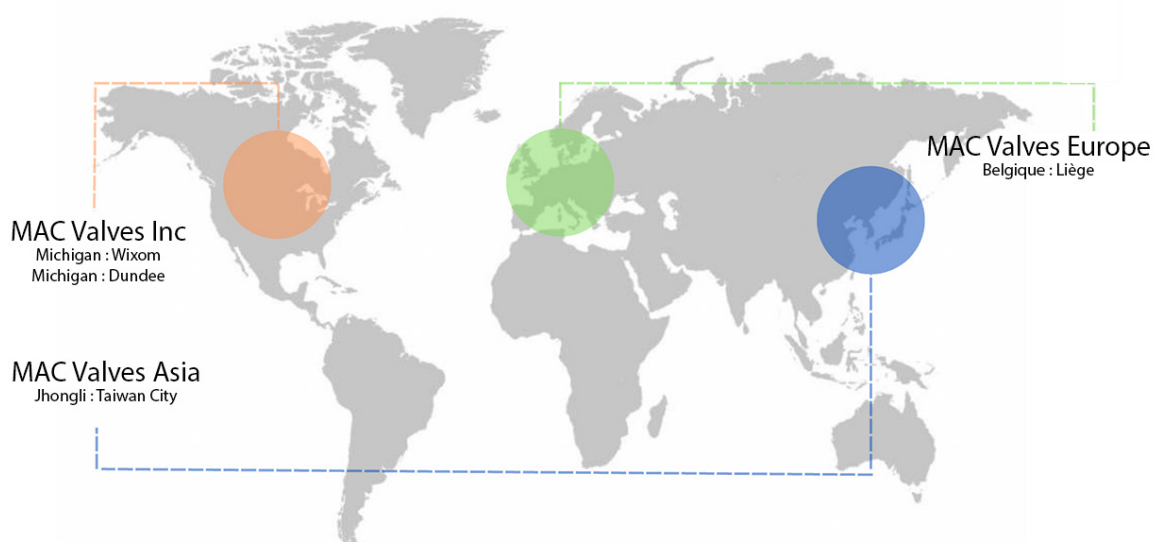 MAC Valves Europe
Belgique : Liège
MAC Valves Inc
Michigan : Wixom
Michigan : Dundee
MAC Valves Asia
Jhongli : Taiwan City